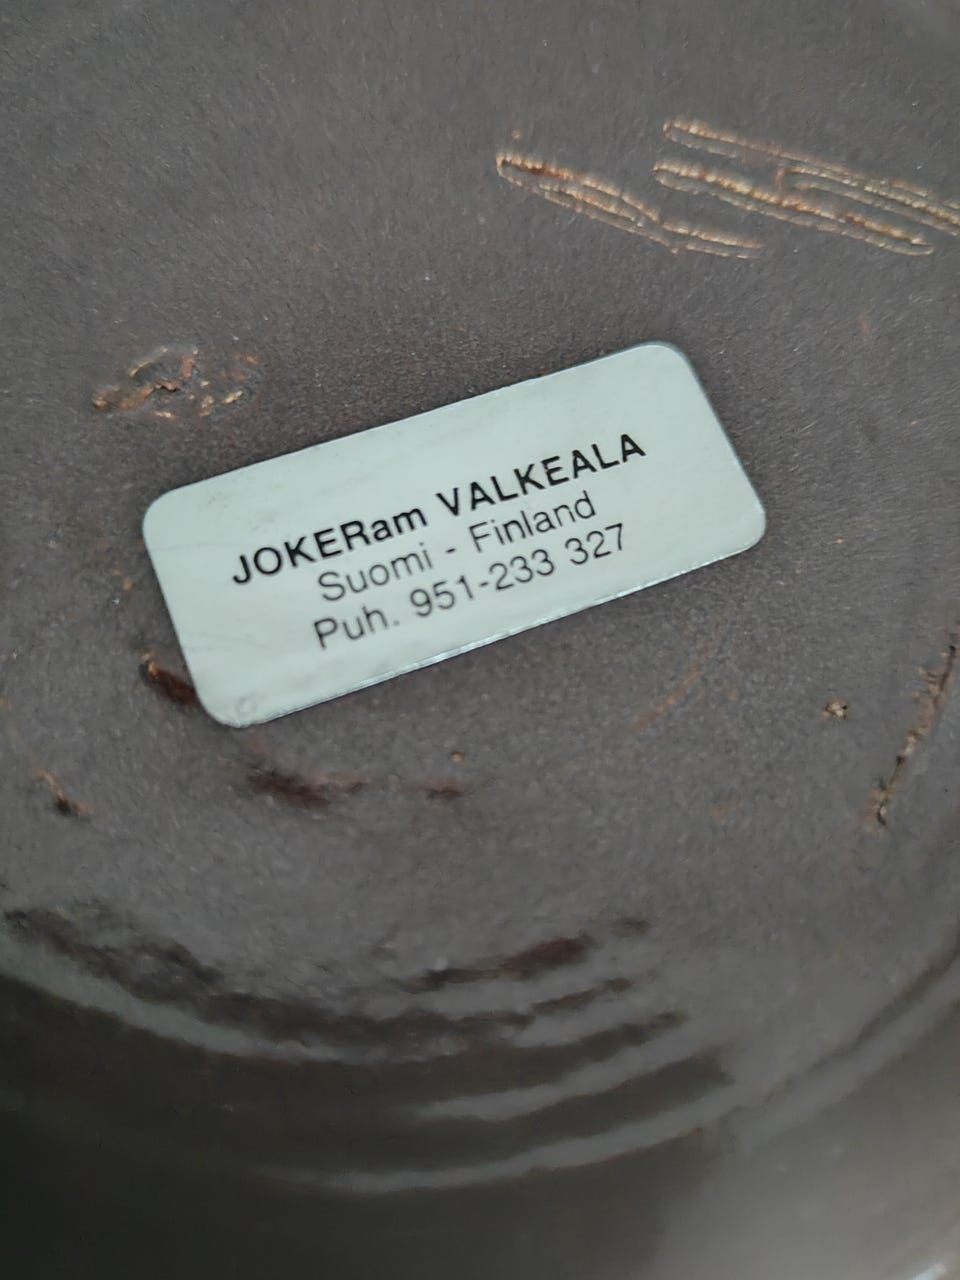 JOKERam VALKEALA
Suomi - Finland
Puh. 951-233 327